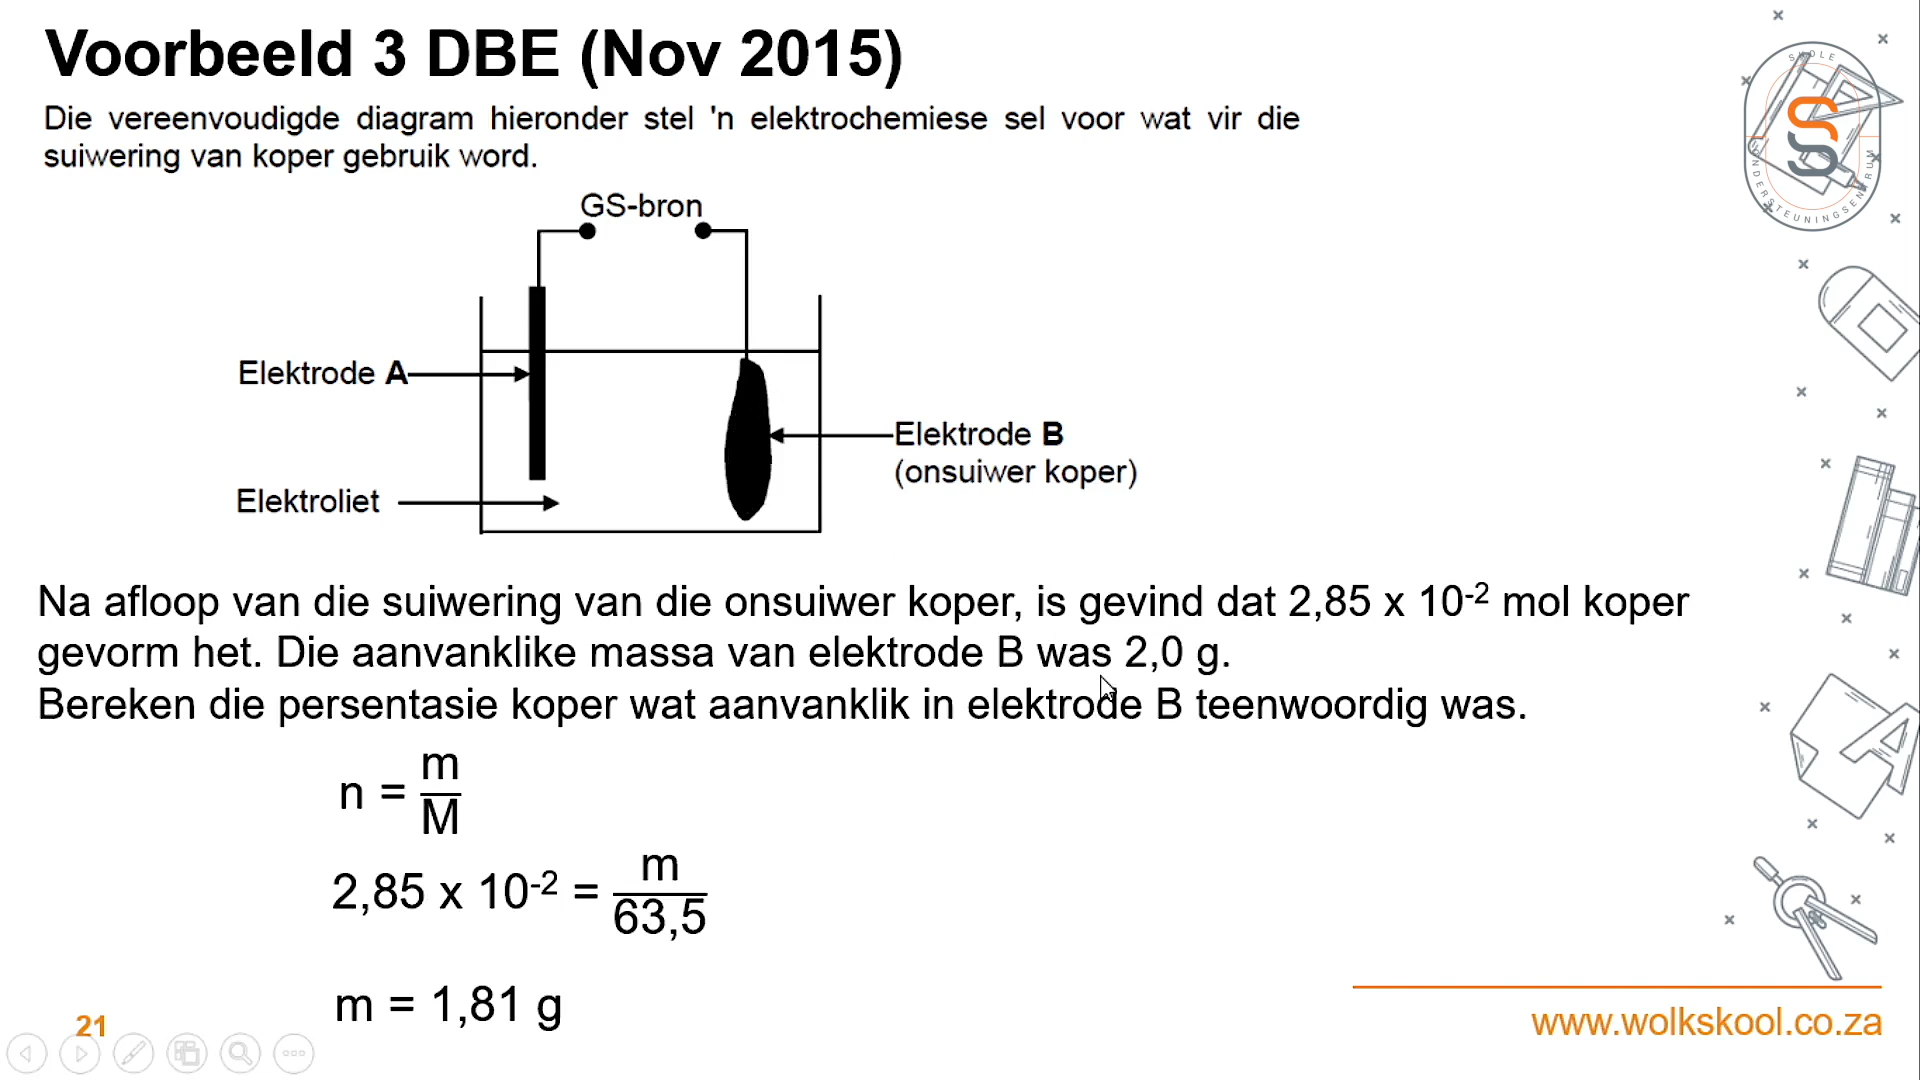 Voorbeeld 3 DBE (Nov 2015)
Die vereenvoudigde diagram hieronder stel 'n elektrochemiese sel voor wat vir die
suiwering van koper gebruik word.
GS-bron
Elektrode A
Elektrode B
(onsuiwer koper)
Elektroliet
Na afloop van die suiwering van die onsuiwer koper, is gevind dat 2,85 x 10⁻² mol koper
gevorm het. Die aanvanklike massa van elektrode B was 2,0 g.
Bereken die persentasie koper wat aanvanklik in elektrode B teenwoordig was.
n = m/M
2,85 x 10⁻² = m/63,5
m = 1,81 g
21
www.wolkskool.co.za
SKOLE
ONDERSTEUNINGSENTRUM